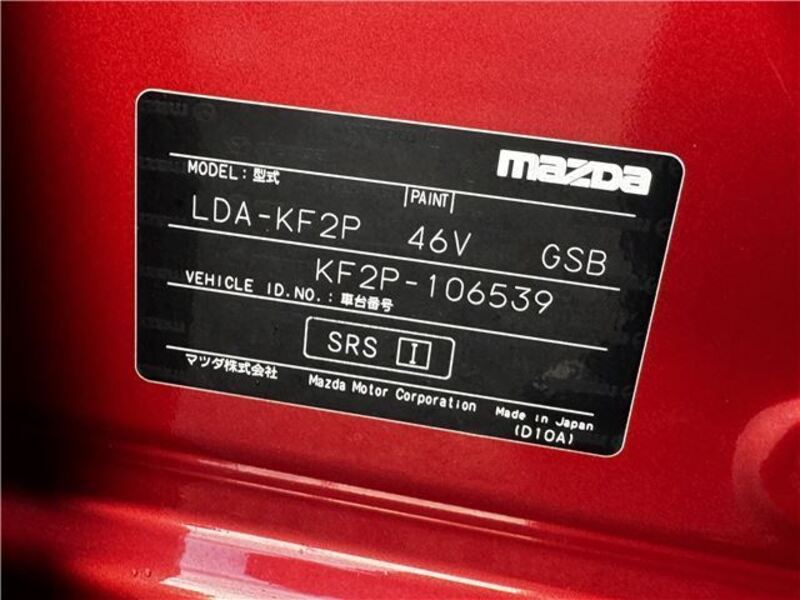 mazda
MODEL: 型式
PAINT
LDA-KF2P 46V GSB
KF2P-106539
VEHICLE ID.NO.: 車台番号
SRS I
マツダ株式会社 Mazda Motor Corporation Made in Japan
(D10A)